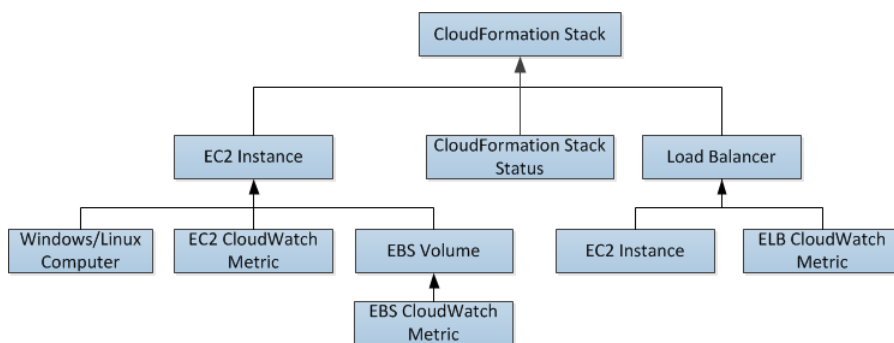 CloudFormation Stack
EC2 Instance
CloudFormation Stack
Status
Load Balancer
Windows/Linux
Computer
EC2 CloudWatch
Metric
EBS Volume
EC2 Instance
ELB CloudWatch
Metric
EBS CloudWatch
Metric